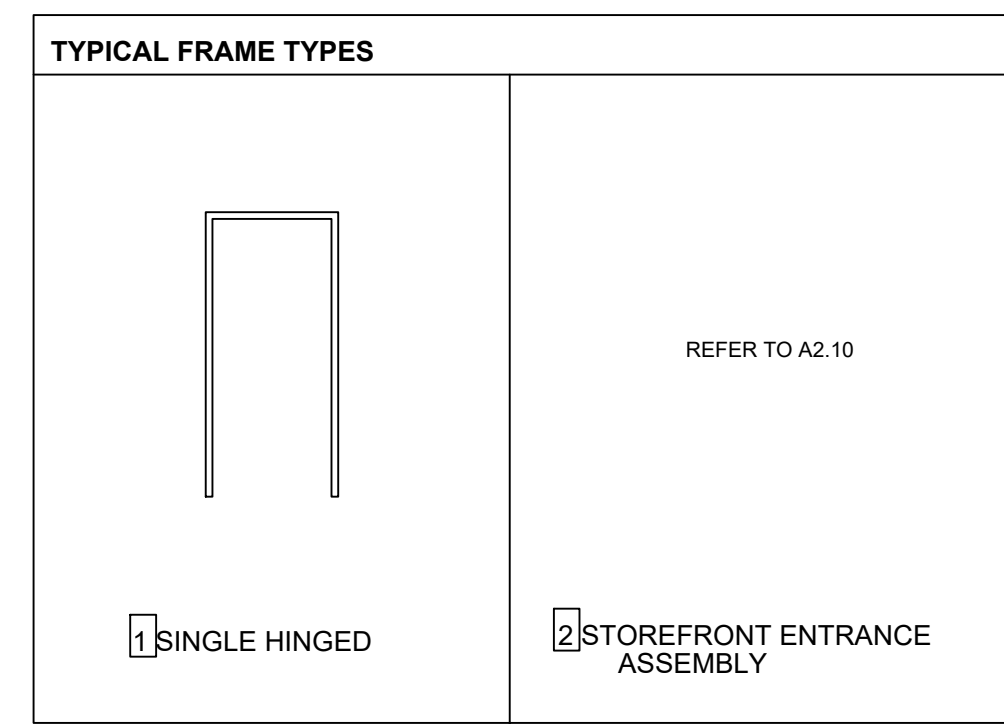 TYPICAL FRAME TYPES
REFER TO A2.10
1 SINGLE HINGED
2 STOREFRONT ENTRANCE
ASSEMBLY